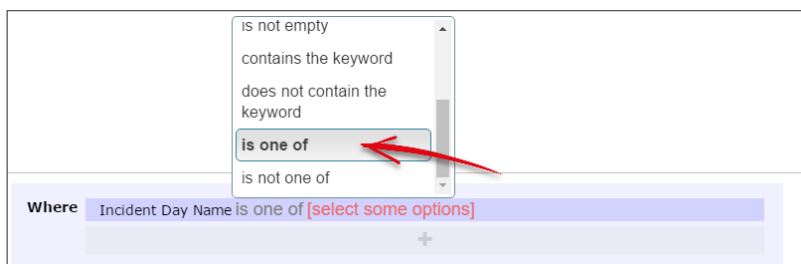 is not empty
contains the keyword
does not contain the
keyword
is one of
is not one of
Where Incident Day Name is one of [select some options]
+